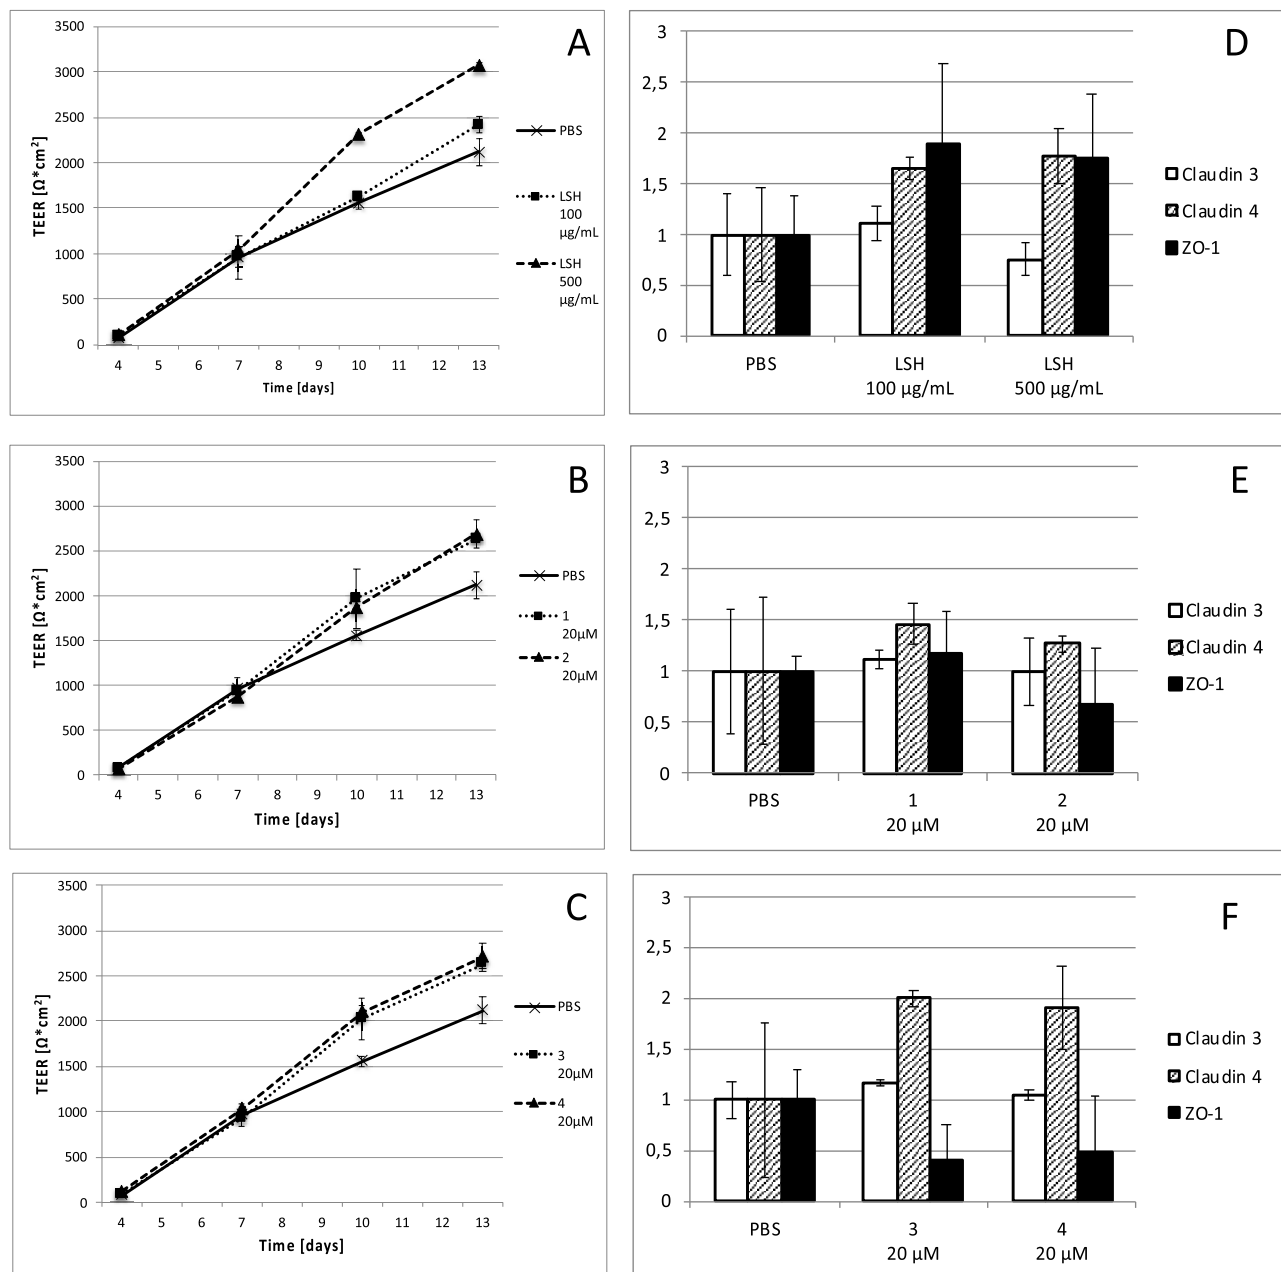 A
3500
3000
2500
2000
1500
1000
500
0
TEER [Ω*cm²]
4 5 6 7 8 9 10 11 12 13
Time [days]
PBS
LSH
100
µg/mL
LSH
500
µg/mL
D
3
2,5
2
1,5
1
0,5
0
PBS
LSH
100 µg/mL
LSH
500 µg/mL
Claudin 3
Claudin 4
ZO-1
B
3500
3000
2500
2000
1500
1000
500
0
TEER [Ω*cm²]
4 5 6 7 8 9 10 11 12 13
Time [days]
PBS
1
20µM
2
20µM
E
3
2,5
2
1,5
1
0,5
0
PBS
1
20 µM
2
20 µM
Claudin 3
Claudin 4
ZO-1
C
3500
3000
2500
2000
1500
1000
500
0
TEER [Ω*cm²]
4 5 6 7 8 9 10 11 12 13
Time [days]
PBS
3
20µM
4
20µM
F
3
2,5
2
1,5
1
0,5
0
PBS
3
20 µM
4
20 µM
Claudin 3
Claudin 4
ZO-1